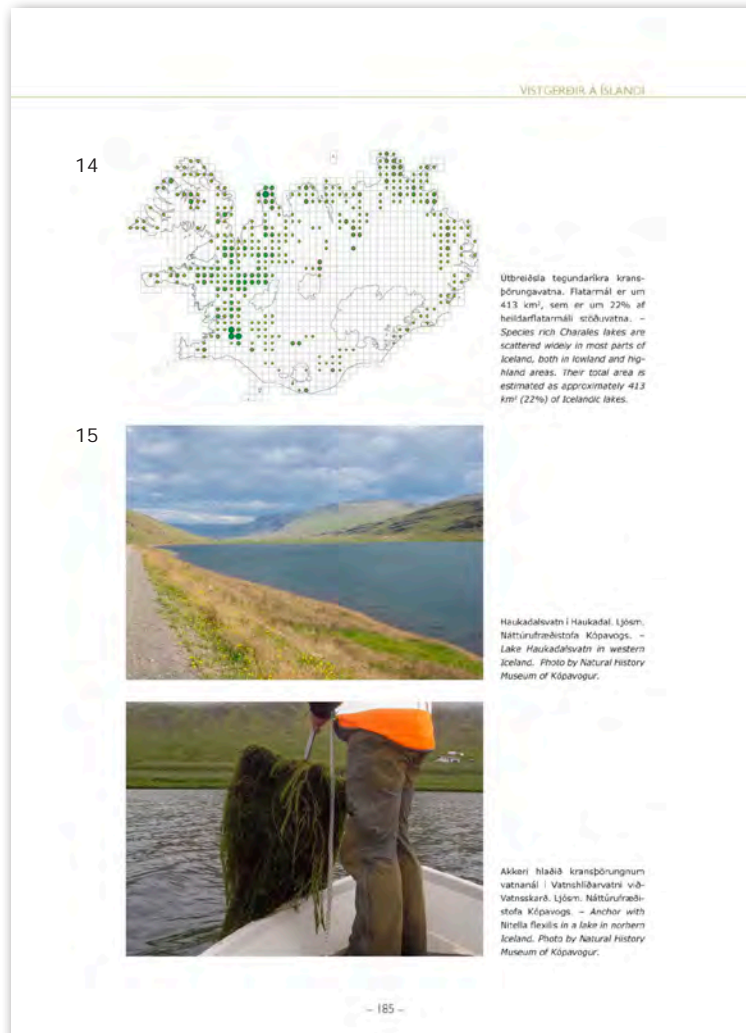 VISTGERÐIR Á ÍSLANDI
14
Útbreiðsla tegundaríkra krans-
þörungavatna. Flatarmál er um
413 km², sem er um 22% af
heildarflatarmáli stöðuvatna. –
Species rich Charales lakes are
scattered widely in most parts of
Iceland, both in lowland and hig-
hland areas. Their total area is
estimated as approximately 413
km² (22%) of Icelandic lakes.
15
Haukadalsvatn í Haukadal. Ljósm.
Náttúrufræðistofa Kópavogs. –
Lake Haukadalsvatn in western
Iceland. Photo by Natural History
Museum of Kópavogur.
Akkeri hlaðið kransþörungnum
vatnanál í Vatnshlíðarvatni við-
Vatnsskarð. Ljósm. Náttúrufræði-
stofa Kópavogs. – Anchor with
Nitella flexilis in a lake in norhern
Iceland. Photo by Natural History
Museum of Kópavogur.
– 185 –